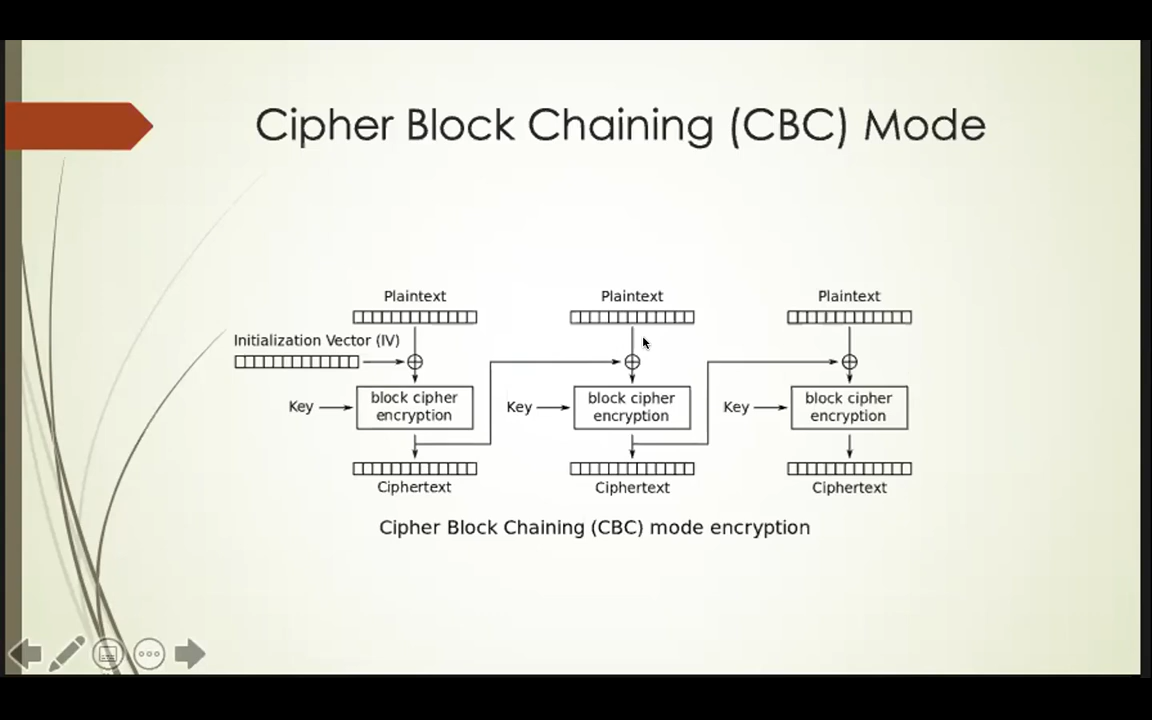 Cipher Block Chaining (CBC) Mode
Plaintext
Plaintext
Plaintext
Initialization Vector (IV)
Key
block cipher
encryption
Key
block cipher
encryption
Key
block cipher
encryption
Ciphertext
Ciphertext
Ciphertext
Cipher Block Chaining (CBC) mode encryption